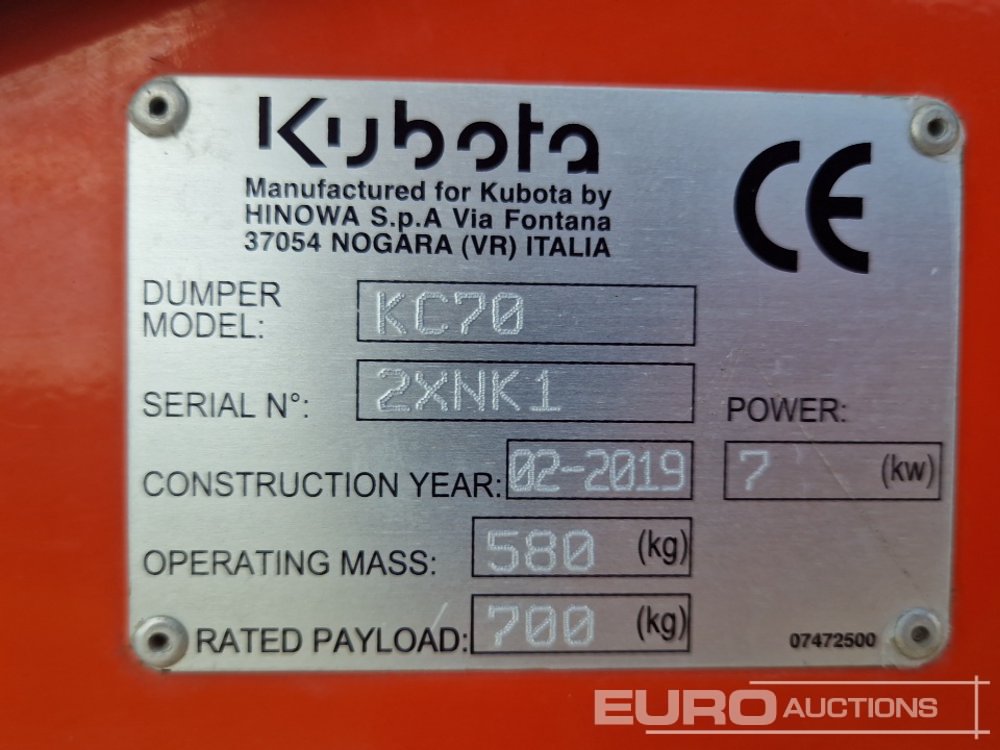 Kubota
Manufactured for Kubota by
HINOWA S.p.A Via Fontana
37054 NOGARA (VR) ITALIA
CE
DUMPER
MODEL: KC70
SERIAL N°: 2XNK1
POWER:
CONSTRUCTION YEAR: 02-2019 7 (kw)
OPERATING MASS: 580 (kg)
RATED PAYLOAD: 700 (kg)
07472500
EURO AUCTIONS